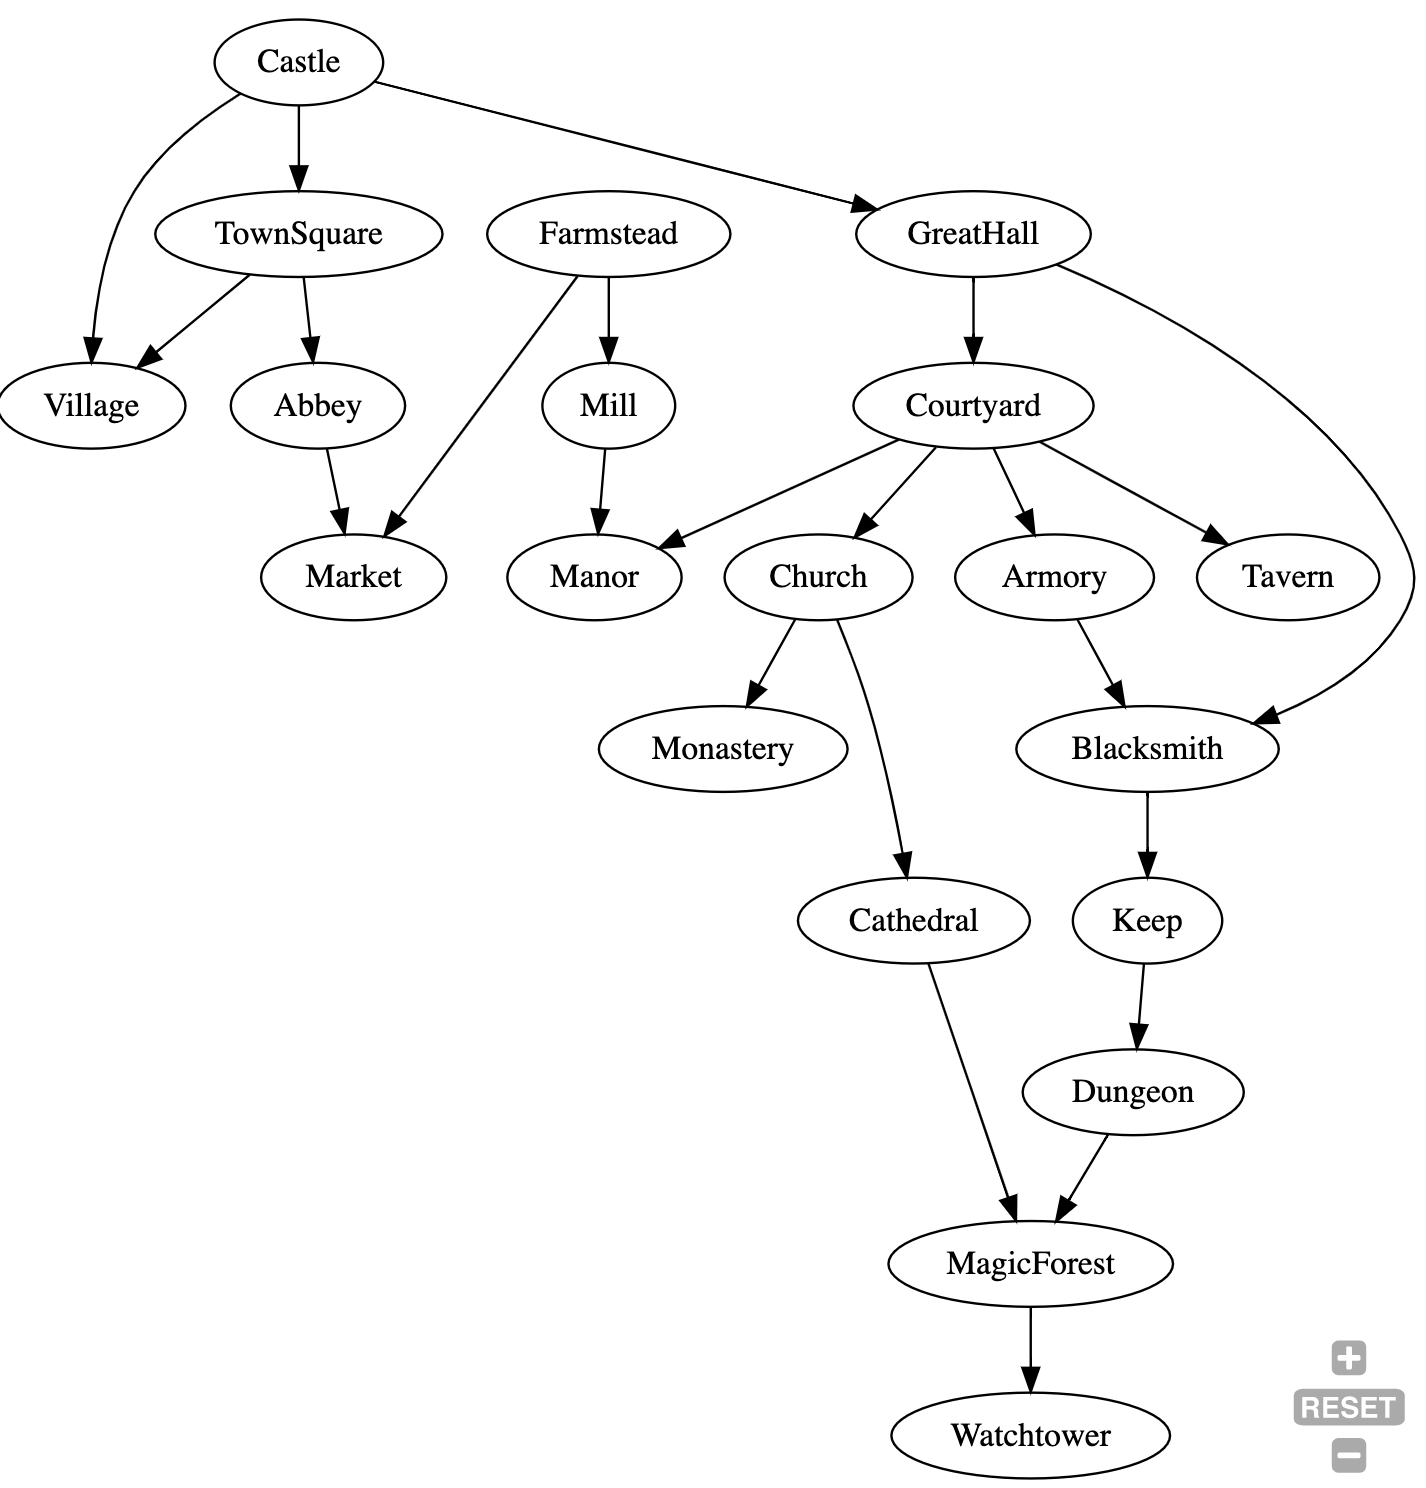 Castle
TownSquare
Farmstead
GreatHall
Village
Abbey
Mill
Courtyard
Market
Manor
Church
Armory
Tavern
Monastery
Blacksmith
Cathedral
Keep
Dungeon
MagicForest
Watchtower
RESET